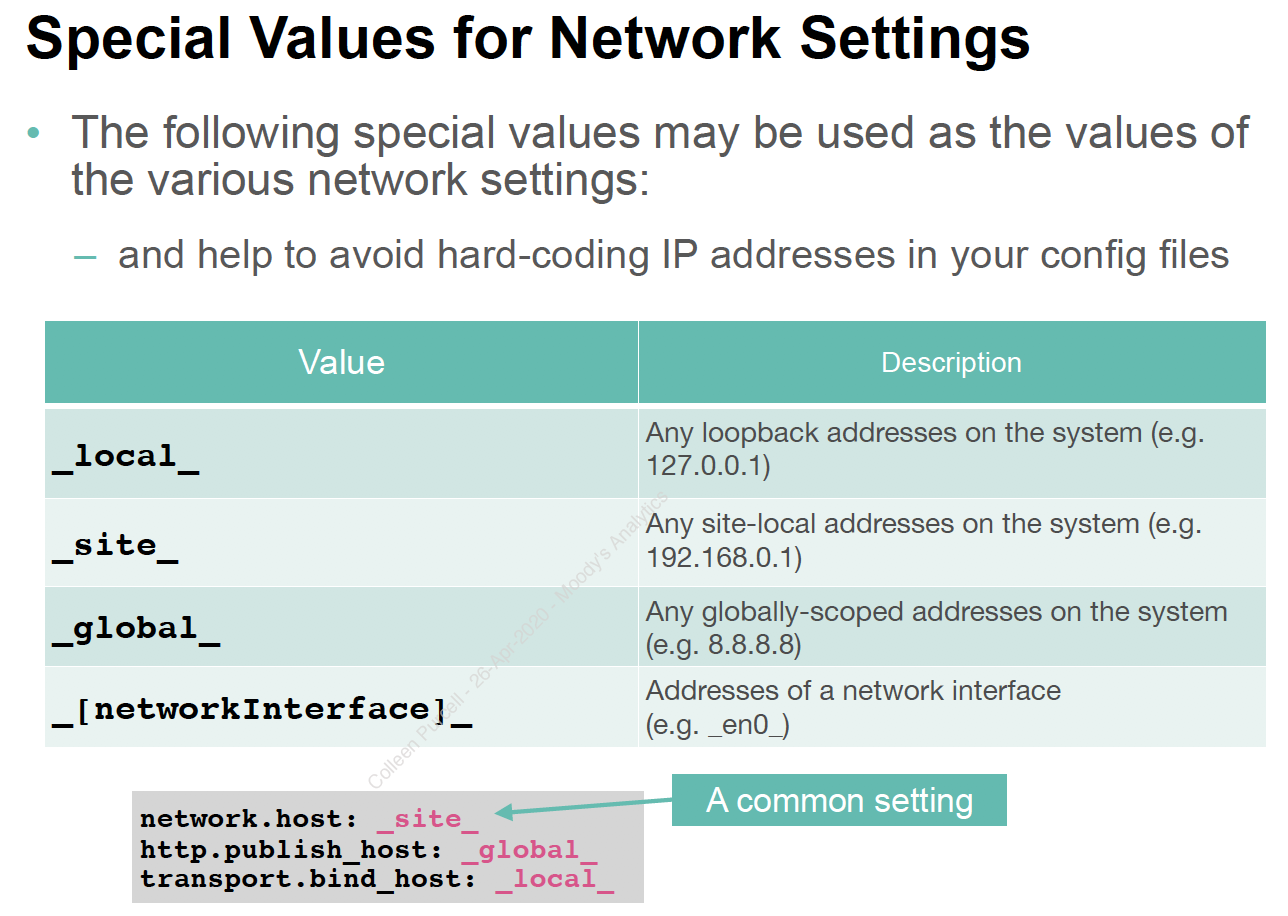 Special Values for Network Settings
• The following special values may be used as the values of
the various network settings:
– and help to avoid hard-coding IP addresses in your config files
Value
Description
_local_
Any loopback addresses on the system (e.g.
127.0.0.1)
_site_
Any site-local addresses on the system (e.g.
192.168.0.1)
_global_
Any globally-scoped addresses on the system
(e.g. 8.8.8.8)
_[networkInterface]_
Addresses of a network interface
(e.g. _en0_)
Colleen Purcell - 26-Apr-2020 - Moody's Analytics
network.host: _site_
http.publish_host: _global_
transport.bind_host: _local_
A common setting